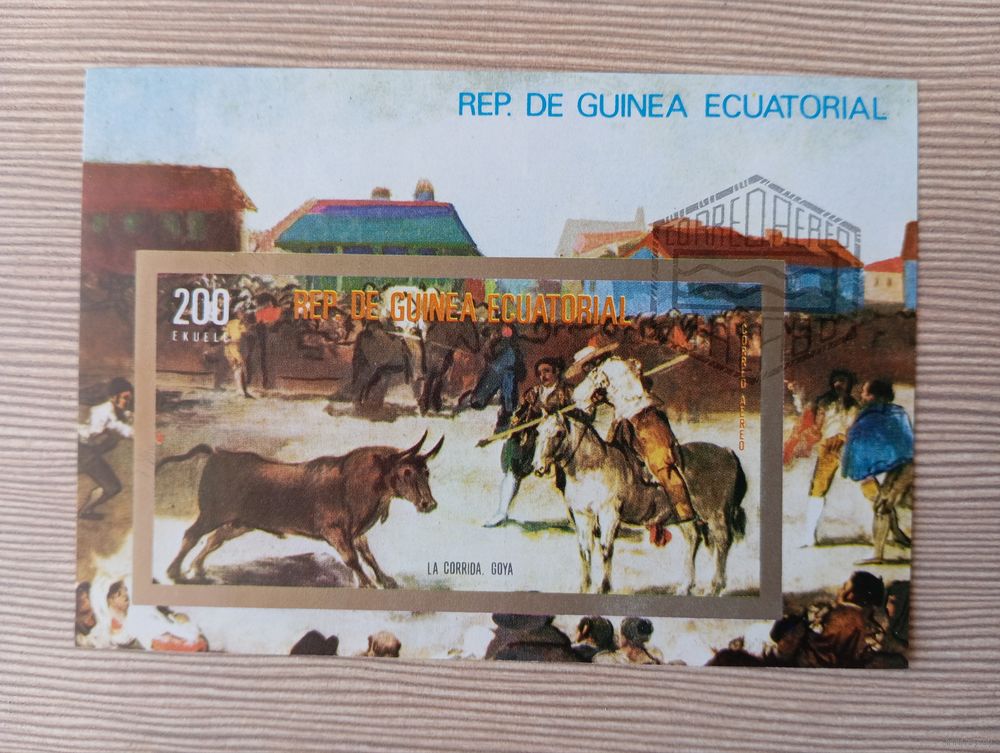 REP. DE GUINEA ECUATORIAL
CORREO AEREO
200
REP. DE GUINEA ECUATORIAL
EKUELE
CORREO AEREO
LA CORRIDA. GOYA